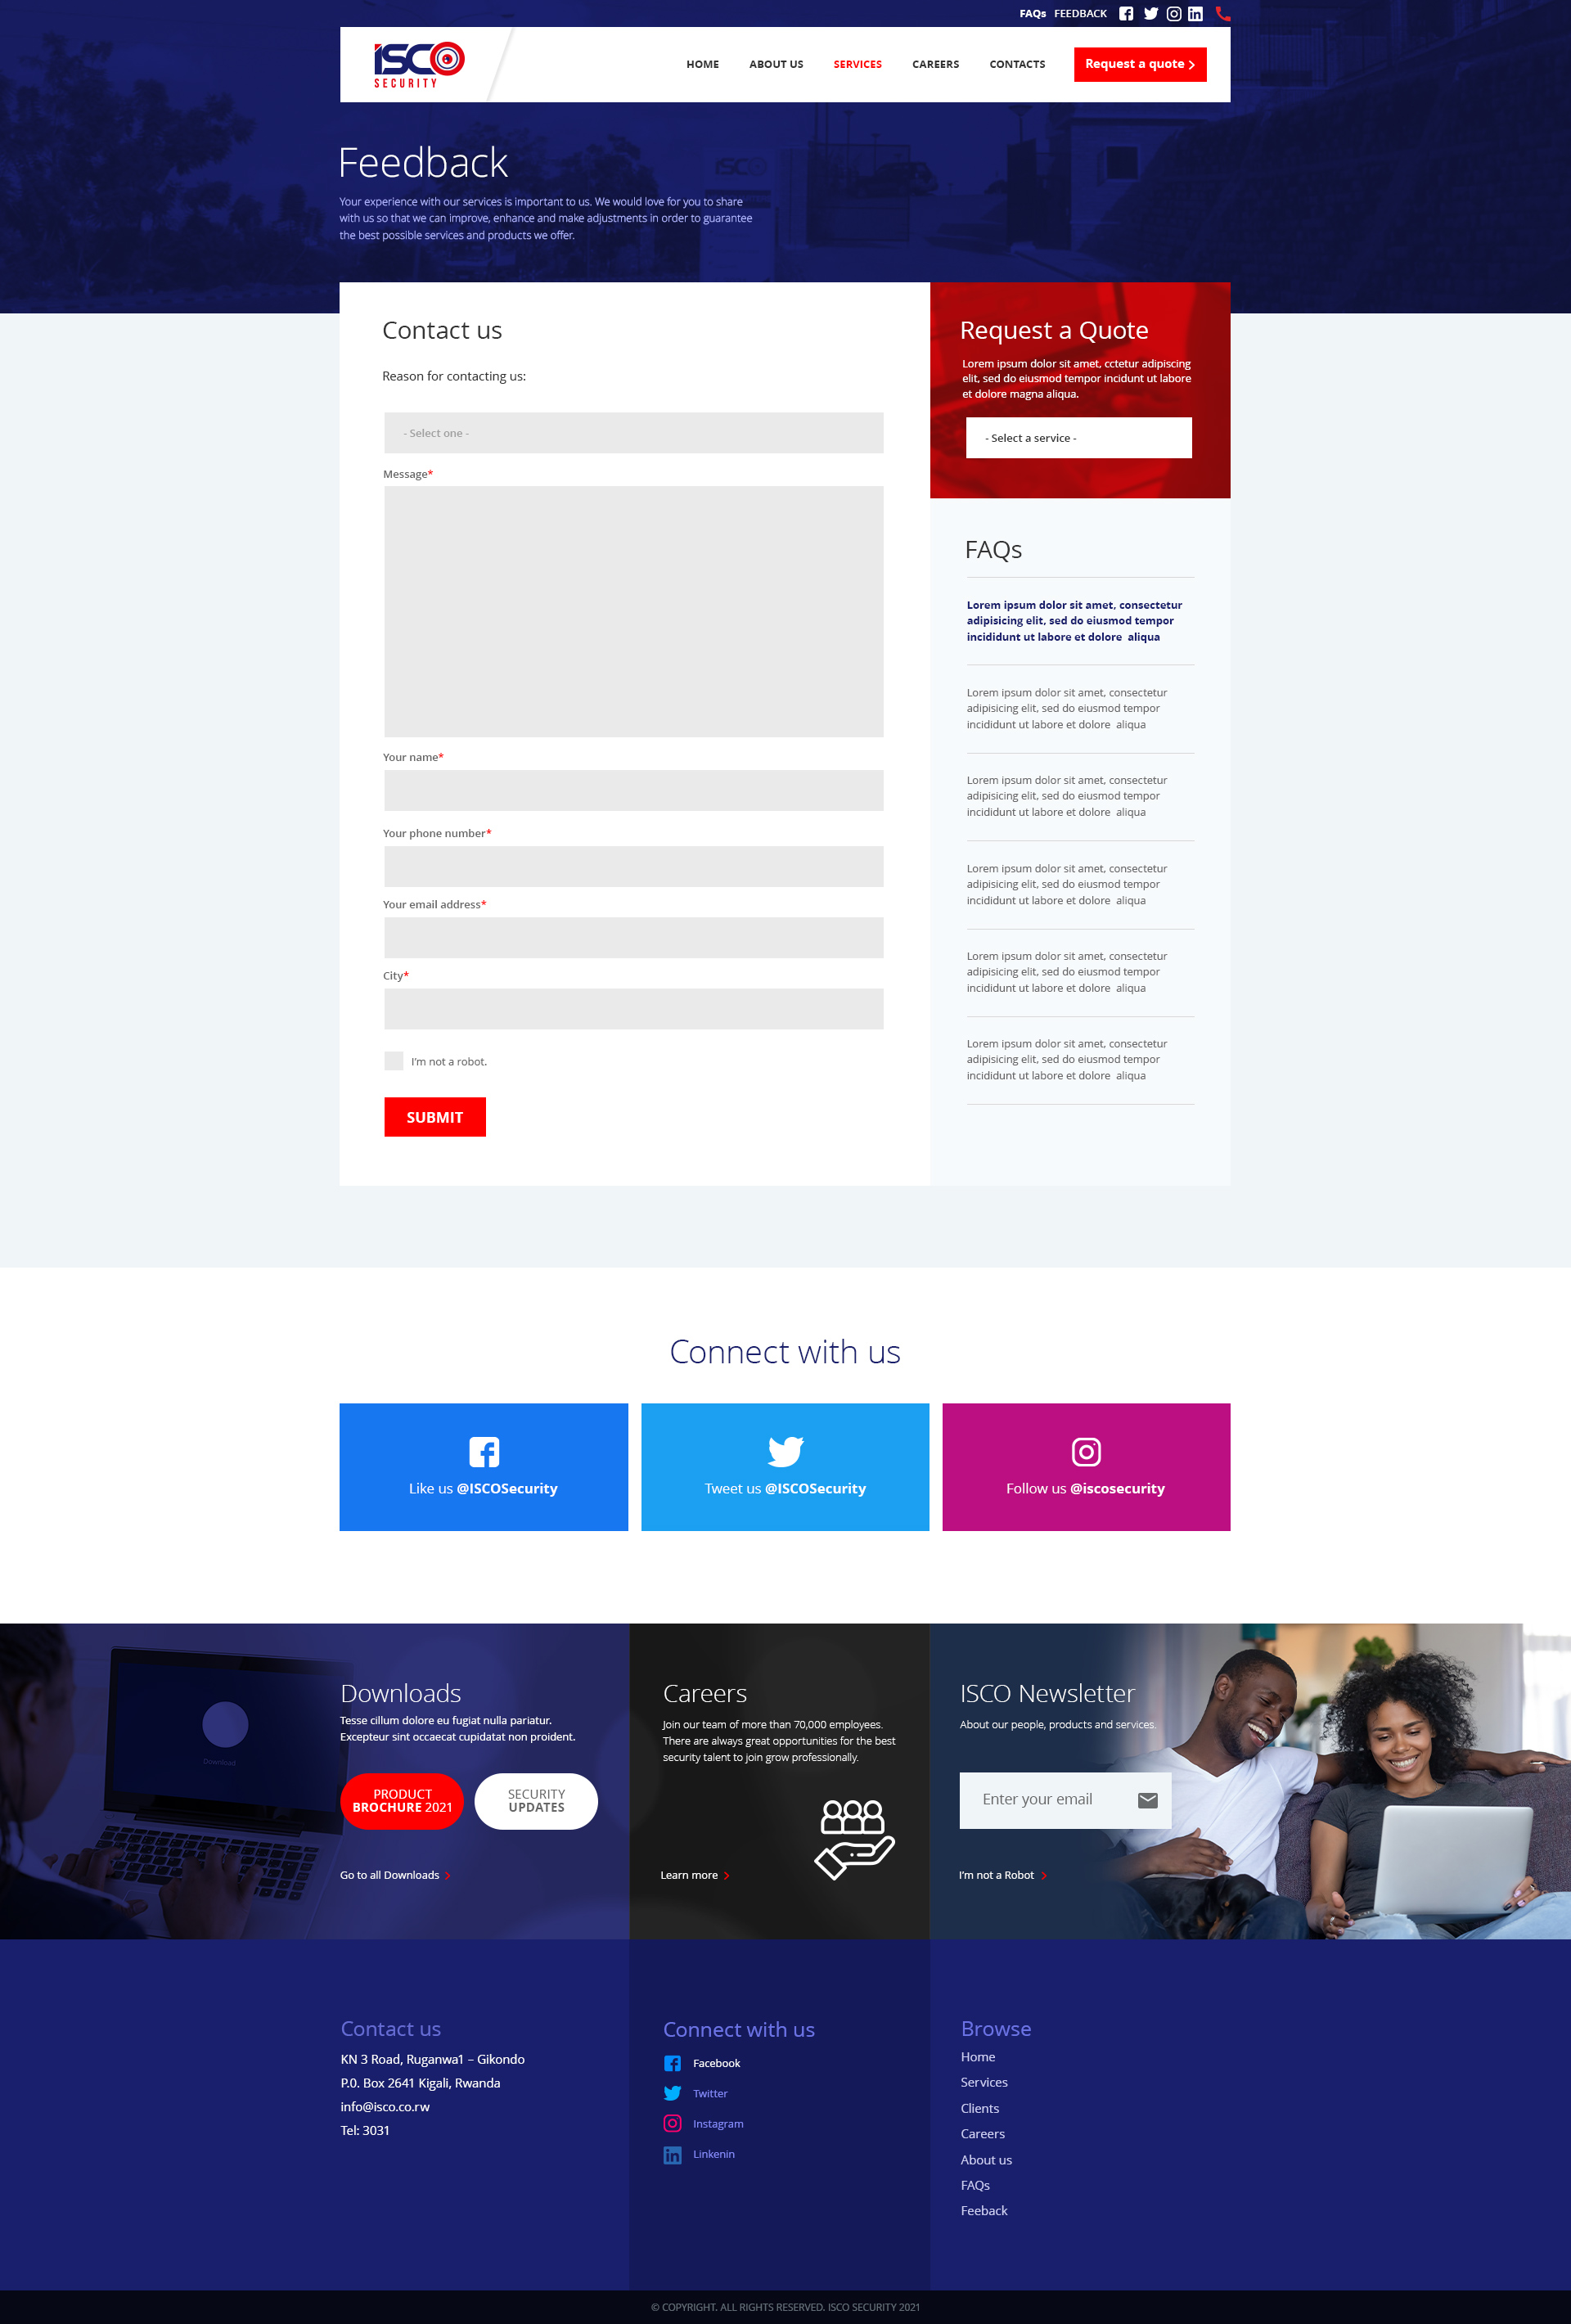 FAQs FEEDBACK
ISCO
SECURITY
HOME ABOUT US SERVICES CAREERS CONTACTS Request a quote
ISCO
Feedback
Your experience with our services is important to us. We would love for you to share
with us so that we can improve, enhance and make adjustments in order to guarantee
the best possible services and products we offer.
Contact us
Reason for contacting us:
- Select one -
Message*
Your name*
Your phone number*
Your email address*
City*
I'm not a robot.
SUBMIT
Request a Quote
Lorem ipsum dolor sit amet, cctetur adipiscing
elit, sed do eiusmod tempor incidunt ut labore
et dolore magna aliqua.
- Select a service -
FAQs
Lorem ipsum dolor sit amet, consectetur
adipisicing elit, sed do eiusmod tempor
incididunt ut labore et dolore aliqua
Lorem ipsum dolor sit amet, consectetur
adipisicing elit, sed do eiusmod tempor
incididunt ut labore et dolore aliqua
Lorem ipsum dolor sit amet, consectetur
adipisicing elit, sed do eiusmod tempor
incididunt ut labore et dolore aliqua
Lorem ipsum dolor sit amet, consectetur
adipisicing elit, sed do eiusmod tempor
incididunt ut labore et dolore aliqua
Lorem ipsum dolor sit amet, consectetur
adipisicing elit, sed do eiusmod tempor
incididunt ut labore et dolore aliqua
Lorem ipsum dolor sit amet, consectetur
adipisicing elit, sed do eiusmod tempor
incididunt ut labore et dolore aliqua
Connect with us
Like us @ISCOSecurity
Tweet us @ISCOSecurity
Follow us @iscosecurity
Download
Downloads
Tesse cillum dolore eu fugiat nulla pariatur.
Excepteur sint occaecat cupidatat non proident.
PRODUCT
BROCHURE 2021
SECURITY
UPDATES
Go to all Downloads
Careers
Join our team of more than 70,000 employees.
There are always great opportunities for the best
security talent to join grow professionally.
Learn more
ISCO Newsletter
About our people, products and services.
Enter your email
I'm not a Robot
Contact us
KN 3 Road, Ruganwa1 – Gikondo
P.0. Box 2641 Kigali, Rwanda
info@isco.co.rw
Tel: 3031
Connect with us
Facebook
Twitter
Instagram
Linkenin
Browse
Home
Services
Clients
Careers
About us
FAQs
Feeback
© COPYRIGHT. ALL RIGHTS RESERVED. ISCO SECURITY 2021